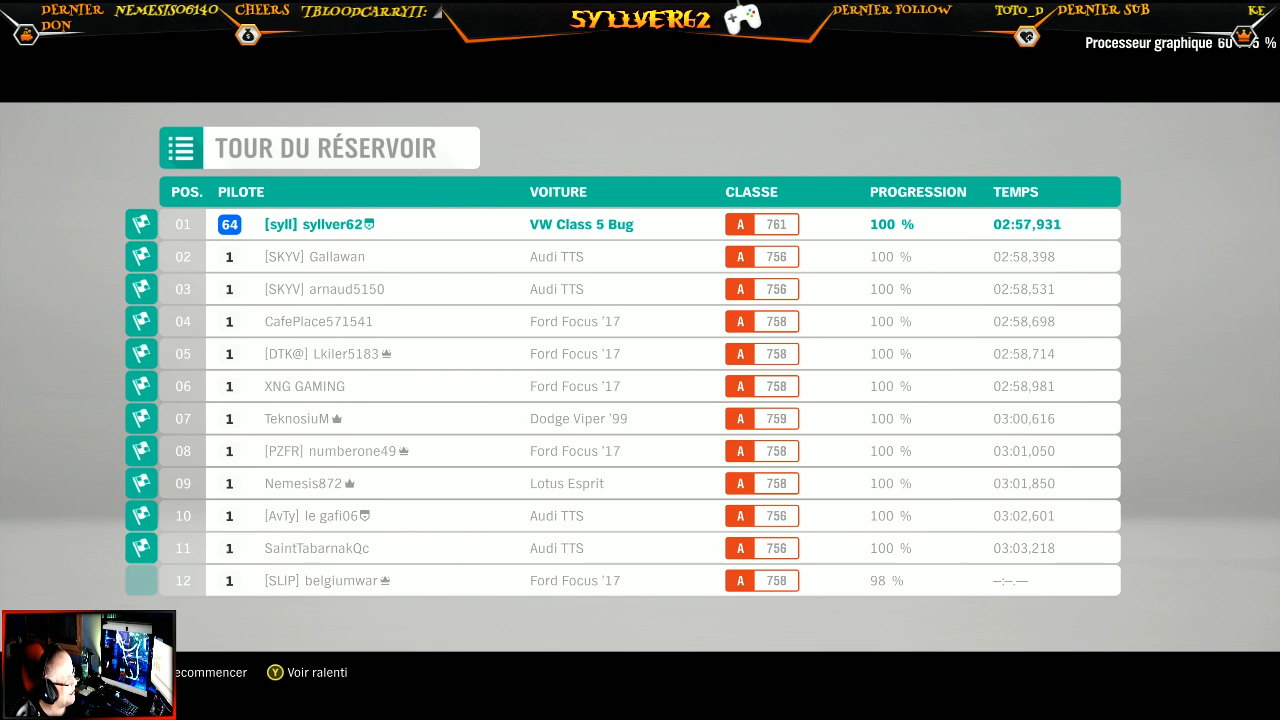 DERNIER DON NEMESIS06140 CHEERS TBLOODCARRYTI: SYLLVER62 DERNIER FOLLOW TOTO_D DERNIER SUB KE
Processeur graphique 60 %
TOUR DU RÉSERVOIR
POS. PILOTE VOITURE CLASSE PROGRESSION TEMPS
01 64 [syll] syllver62 VW Class 5 Bug A 761 100 % 02:57,931
02 1 [SKYV] Gallawan Audi TTS A 756 100 % 02:58,398
03 1 [SKYV] arnaud5150 Audi TTS A 756 100 % 02:58,531
04 1 CafePlace571541 Ford Focus '17 A 758 100 % 02:58,698
05 1 [DTK@] Lkiler5183 Ford Focus '17 A 758 100 % 02:58,714
06 1 XNG GAMING Ford Focus '17 A 758 100 % 02:58,981
07 1 TeknosiuM Dodge Viper '99 A 759 100 % 03:00,616
08 1 [PZFR] numberone49 Ford Focus '17 A 758 100 % 03:01,050
09 1 Nemesis872 Lotus Esprit A 758 100 % 03:01,850
10 1 [AvTy] le gafi06 Audi TTS A 756 100 % 03:02,601
11 1 SaintTabarnakQc Audi TTS A 756 100 % 03:03,218
12 1 [SLIP] belgiumwar Ford Focus '17 A 758 98 % –:–.––
ecommencer Y Voir ralenti